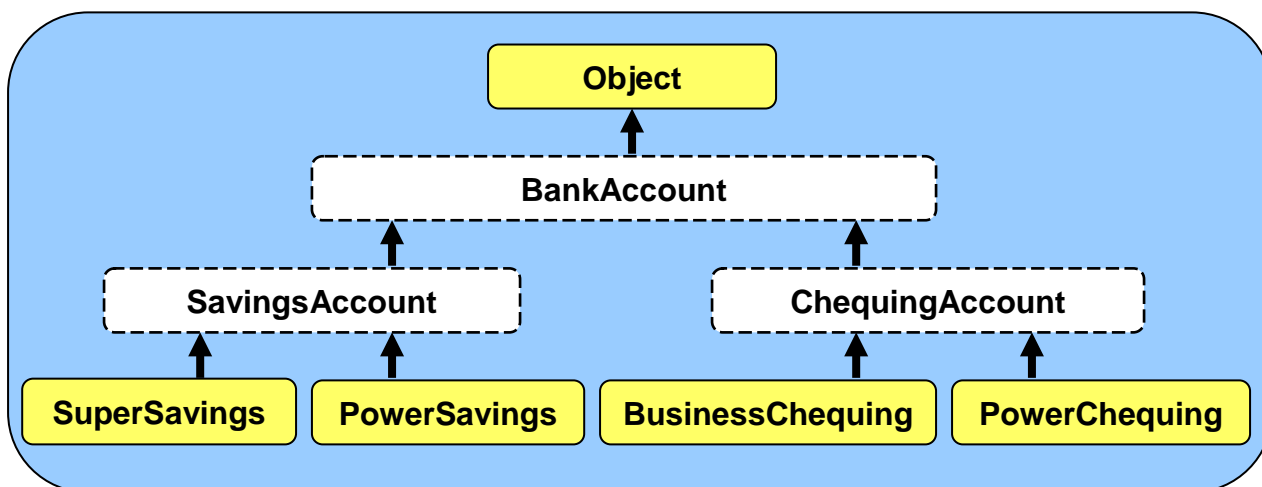 Object
BankAccount
SavingsAccount
ChequingAccount
SuperSavings
PowerSavings
BusinessChequing
PowerChequing